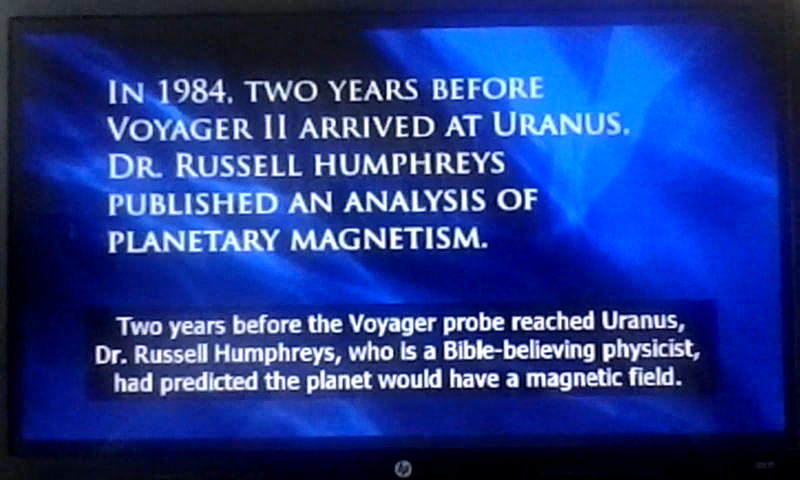 IN 1984, TWO YEARS BEFORE
VOYAGER II ARRIVED AT URANUS,
DR. RUSSELL HUMPHREYS
PUBLISHED AN ANALYSIS OF
PLANETARY MAGNETISM.
Two years before the Voyager probe reached Uranus,
Dr. Russell Humphreys, who is a Bible-believing physicist,
had predicted the planet would have a magnetic field.
hp